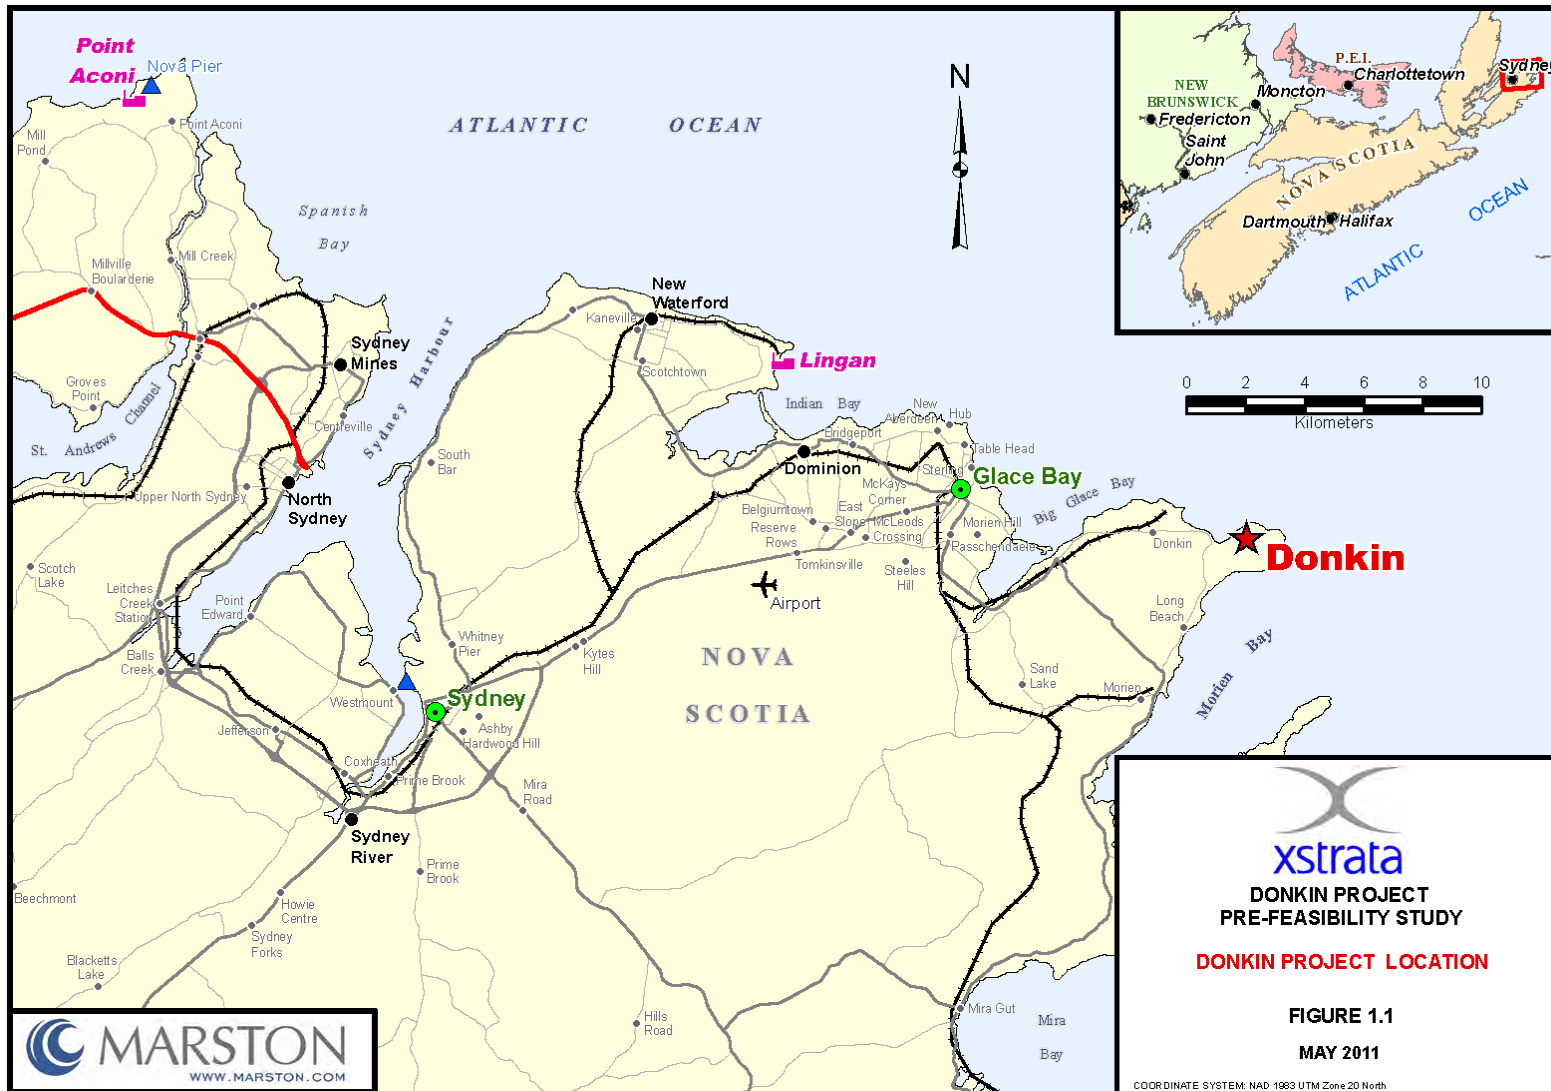 Point
Aconi
Nova Pier
Point Aconi
Mill
Pond
ATLANTIC OCEAN
N
Spanish
Bay
Mill Creek
Millville
Boularderie
Sydney
Mines
Groves
Point
St. Andrews Channel
Centreville
Sydney Harbour
Upper North Sydney
North
Sydney
South
Bar
New
Waterford
Kaneville
Scotchtown
Lingan
Indian Bay
New
Aberdeen
Hub
Bridgeport
Table Head
Dominion
Sterling
Glace Bay
McKays
Corner
Big Glace Bay
Belgiumtown
East
Slope
McLeods
Crossing
Reserve
Rows
Morien Hill
Passchendaele
Tomkinsville
Steeles
Hill
Donkin
Donkin
Airport
Long
Beach
Morien Bay
Scotch
Lake
Leitches
Creek
Station
Point
Edward
Balls
Creek
Whitney
Pier
Kytes
Hill
NOVA
SCOTIA
Sand
Lake
Morien
Westmount
Sydney
Ashby
Hardwood Hill
Jefferson
Coxheath
Prime Brook
Mira
Road
Sydney
River
Prime
Brook
Beechmont
Howie
Centre
Sydney
Forks
Blacketts
Lake
Hills
Road
Mira Gut
Mira
Bay
P.E.I.
Charlottetown
Sydney
NEW
BRUNSWICK
Moncton
Fredericton
Saint
John
NOVA SCOTIA
Dartmouth
Halifax
ATLANTIC OCEAN
0 2 4 6 8 10
Kilometers
xstrata
DONKIN PROJECT
PRE-FEASIBILITY STUDY
DONKIN PROJECT LOCATION
FIGURE 1.1
MAY 2011
COORDINATE SYSTEM: NAD 1983 UTM Zone 20 North
MARSTON
WWW.MARSTON.COM